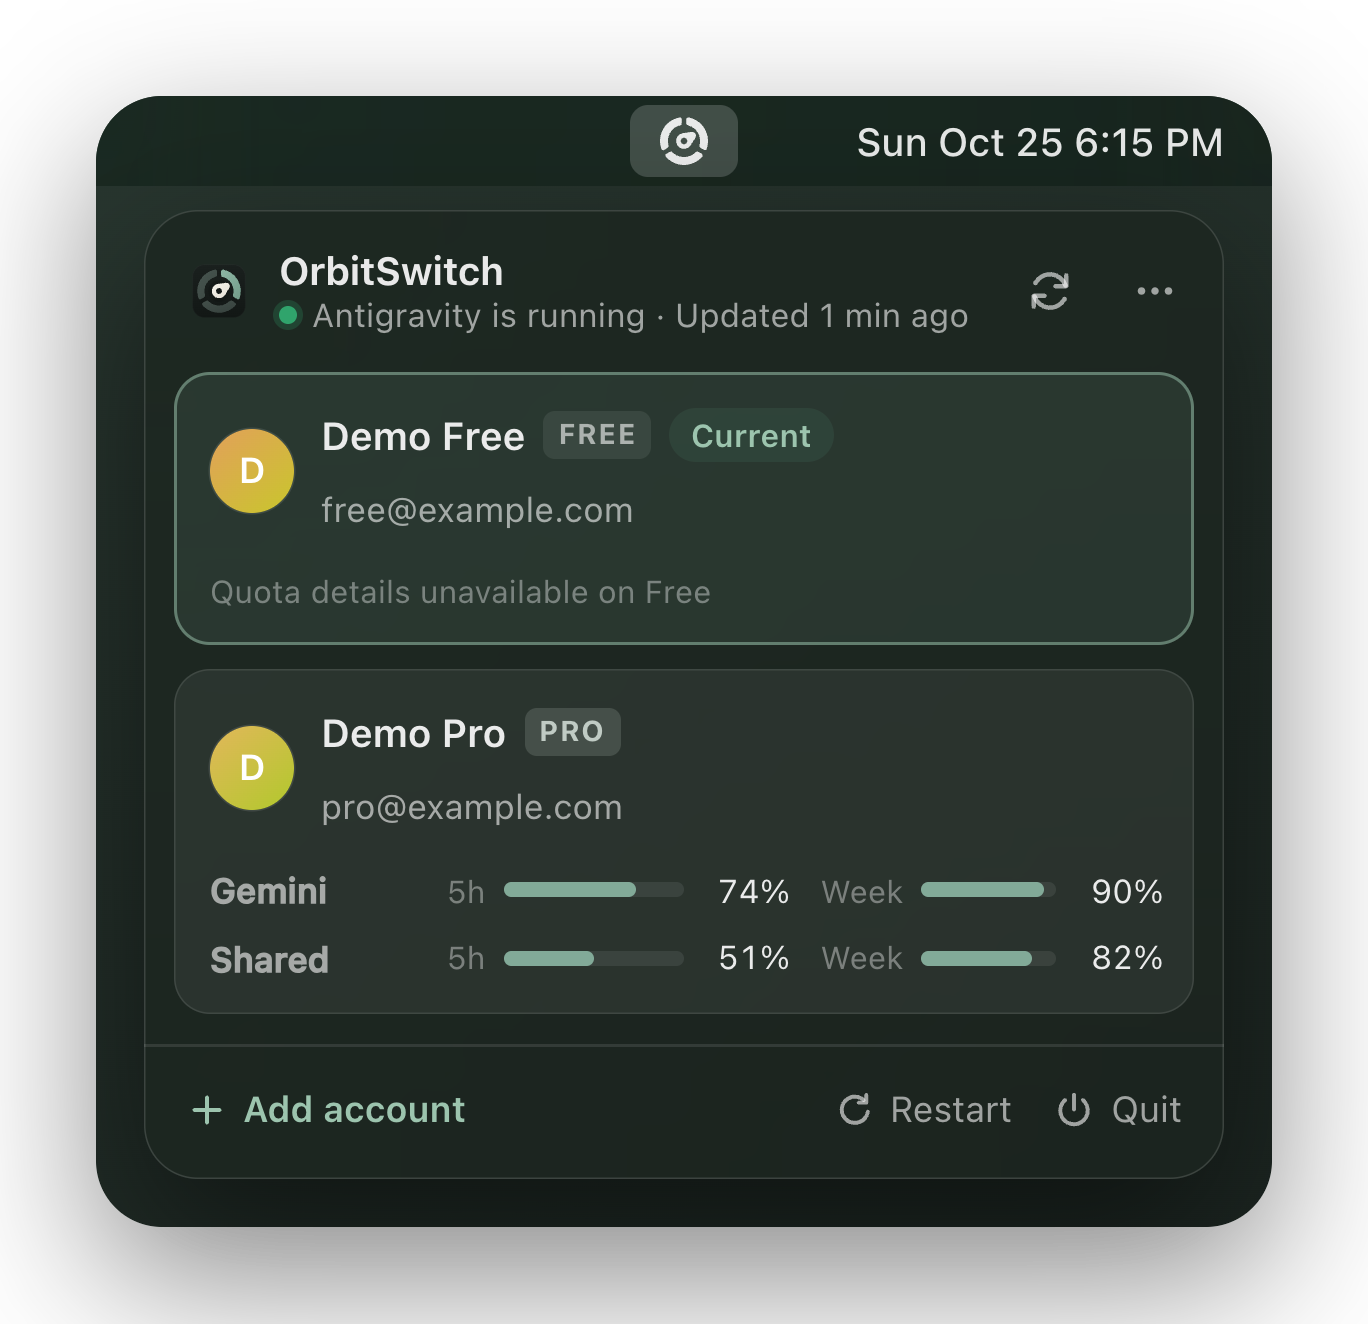 Sun Oct 25 6:15 PM
OrbitSwitch
Antigravity is running · Updated 1 min ago
D
Demo Free FREE Current
free@example.com
Quota details unavailable on Free
D
Demo Pro PRO
pro@example.com
Gemini 5h 74% Week 90%
Shared 5h 51% Week 82%
Add account Restart Quit